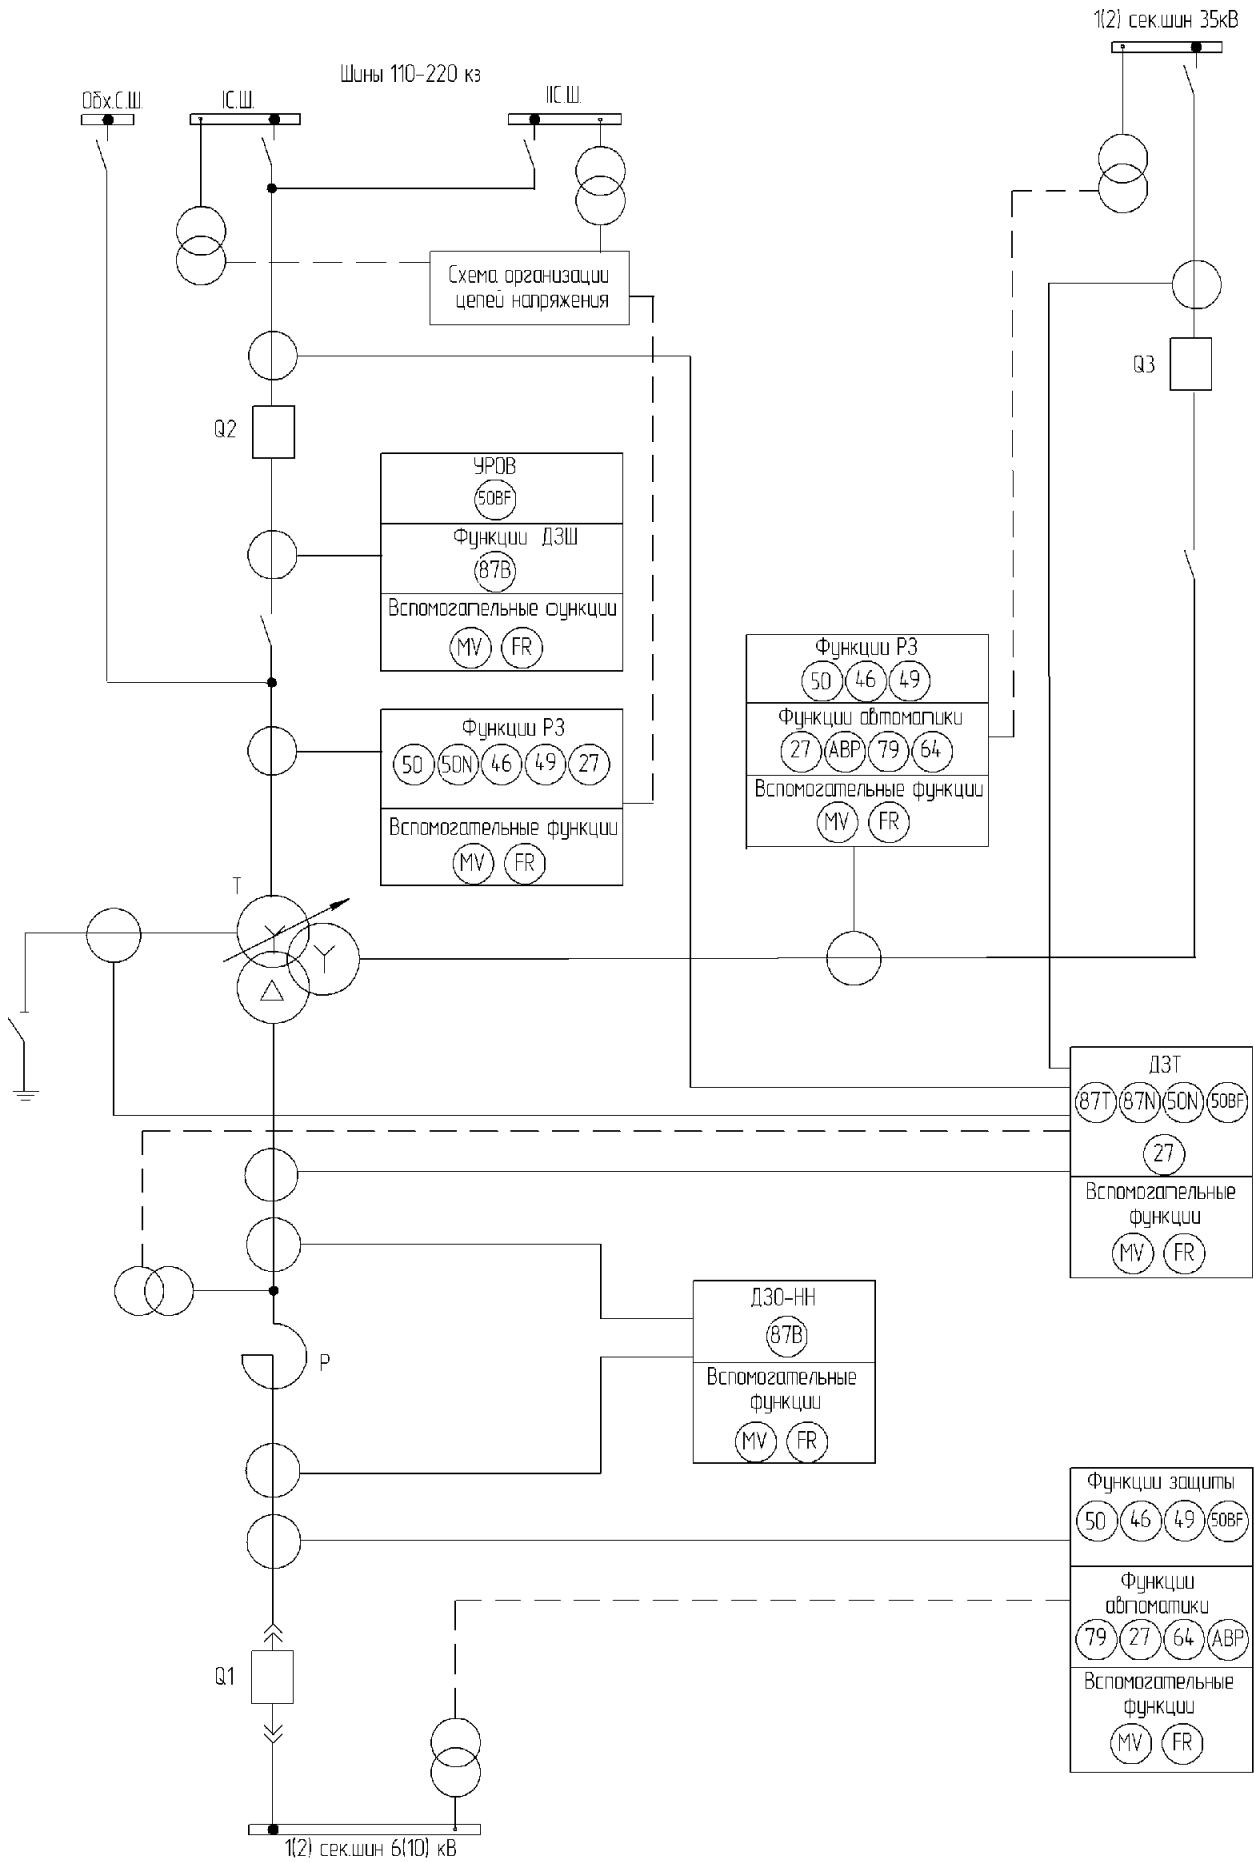 1(2) сек.шин 35кВ
Шины 110-220 кз
Обх.С.Ш.
IС.Ш.
IIС.Ш.
Схема организации
цепей напряжения
Q2
Q3
УРОВ
50BF
Функции ДЗШ
87В
Вспомогательные функции
MV FR
Функции РЗ
50 50N 46 49 27
Вспомогательные функции
MV FR
Функции РЗ
50 46 49
Функции автоматики
27 АВР 79 64
Вспомогательные функции
MV FR
Т
ДЗТ
87Т 87N 50N 50BF
27
Вспомогательные
функции
MV FR
ДЗО-НН
87В
Вспомогательные
функции
MV FR
Р
Функции защиты
50 46 49 50BF
Функции
автоматики
79 27 64 АВР
Вспомогательные
функции
MV FR
Q1
1(2) сек.шин 6(10) кВ